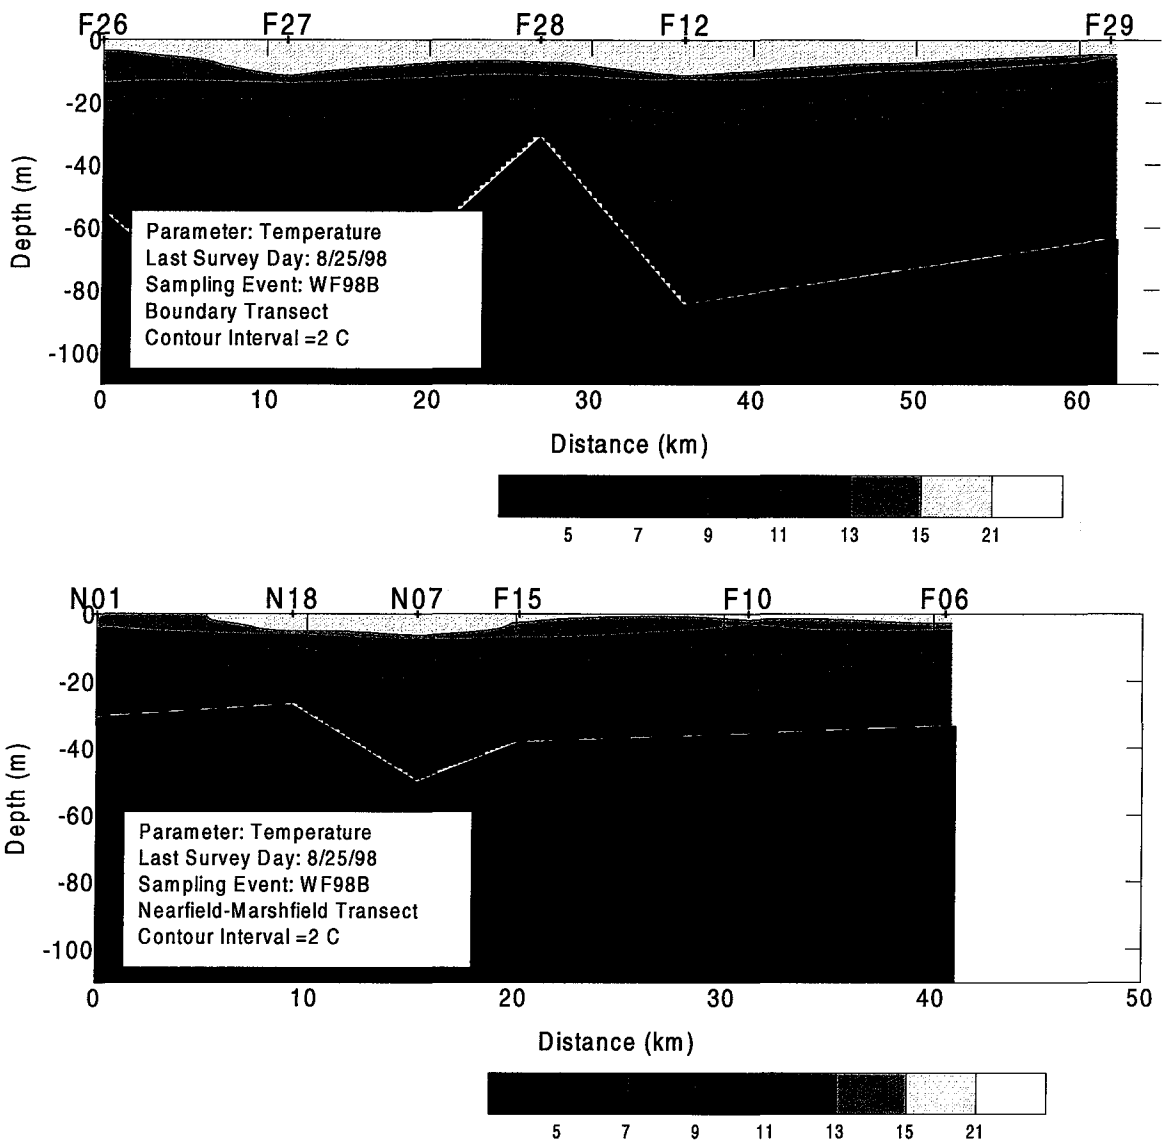 F26 F27 F28 F12 F29
0
-20
-40
-60
-80
-100
Depth (m)
Parameter: Temperature
Last Survey Day: 8/25/98
Sampling Event: WF98B
Boundary Transect
Contour Interval =2 C
0 10 20 30 40 50 60
Distance (km)
5 7 9 11 13 15 21
N01 N18 N07 F15 F10 F06
0
-20
-40
-60
-80
-100
Depth (m)
Parameter: Temperature
Last Survey Day: 8/25/98
Sampling Event: WF98B
Nearfield-Marshfield Transect
Contour Interval =2 C
0 10 20 30 40 50
Distance (km)
5 7 9 11 13 15 21